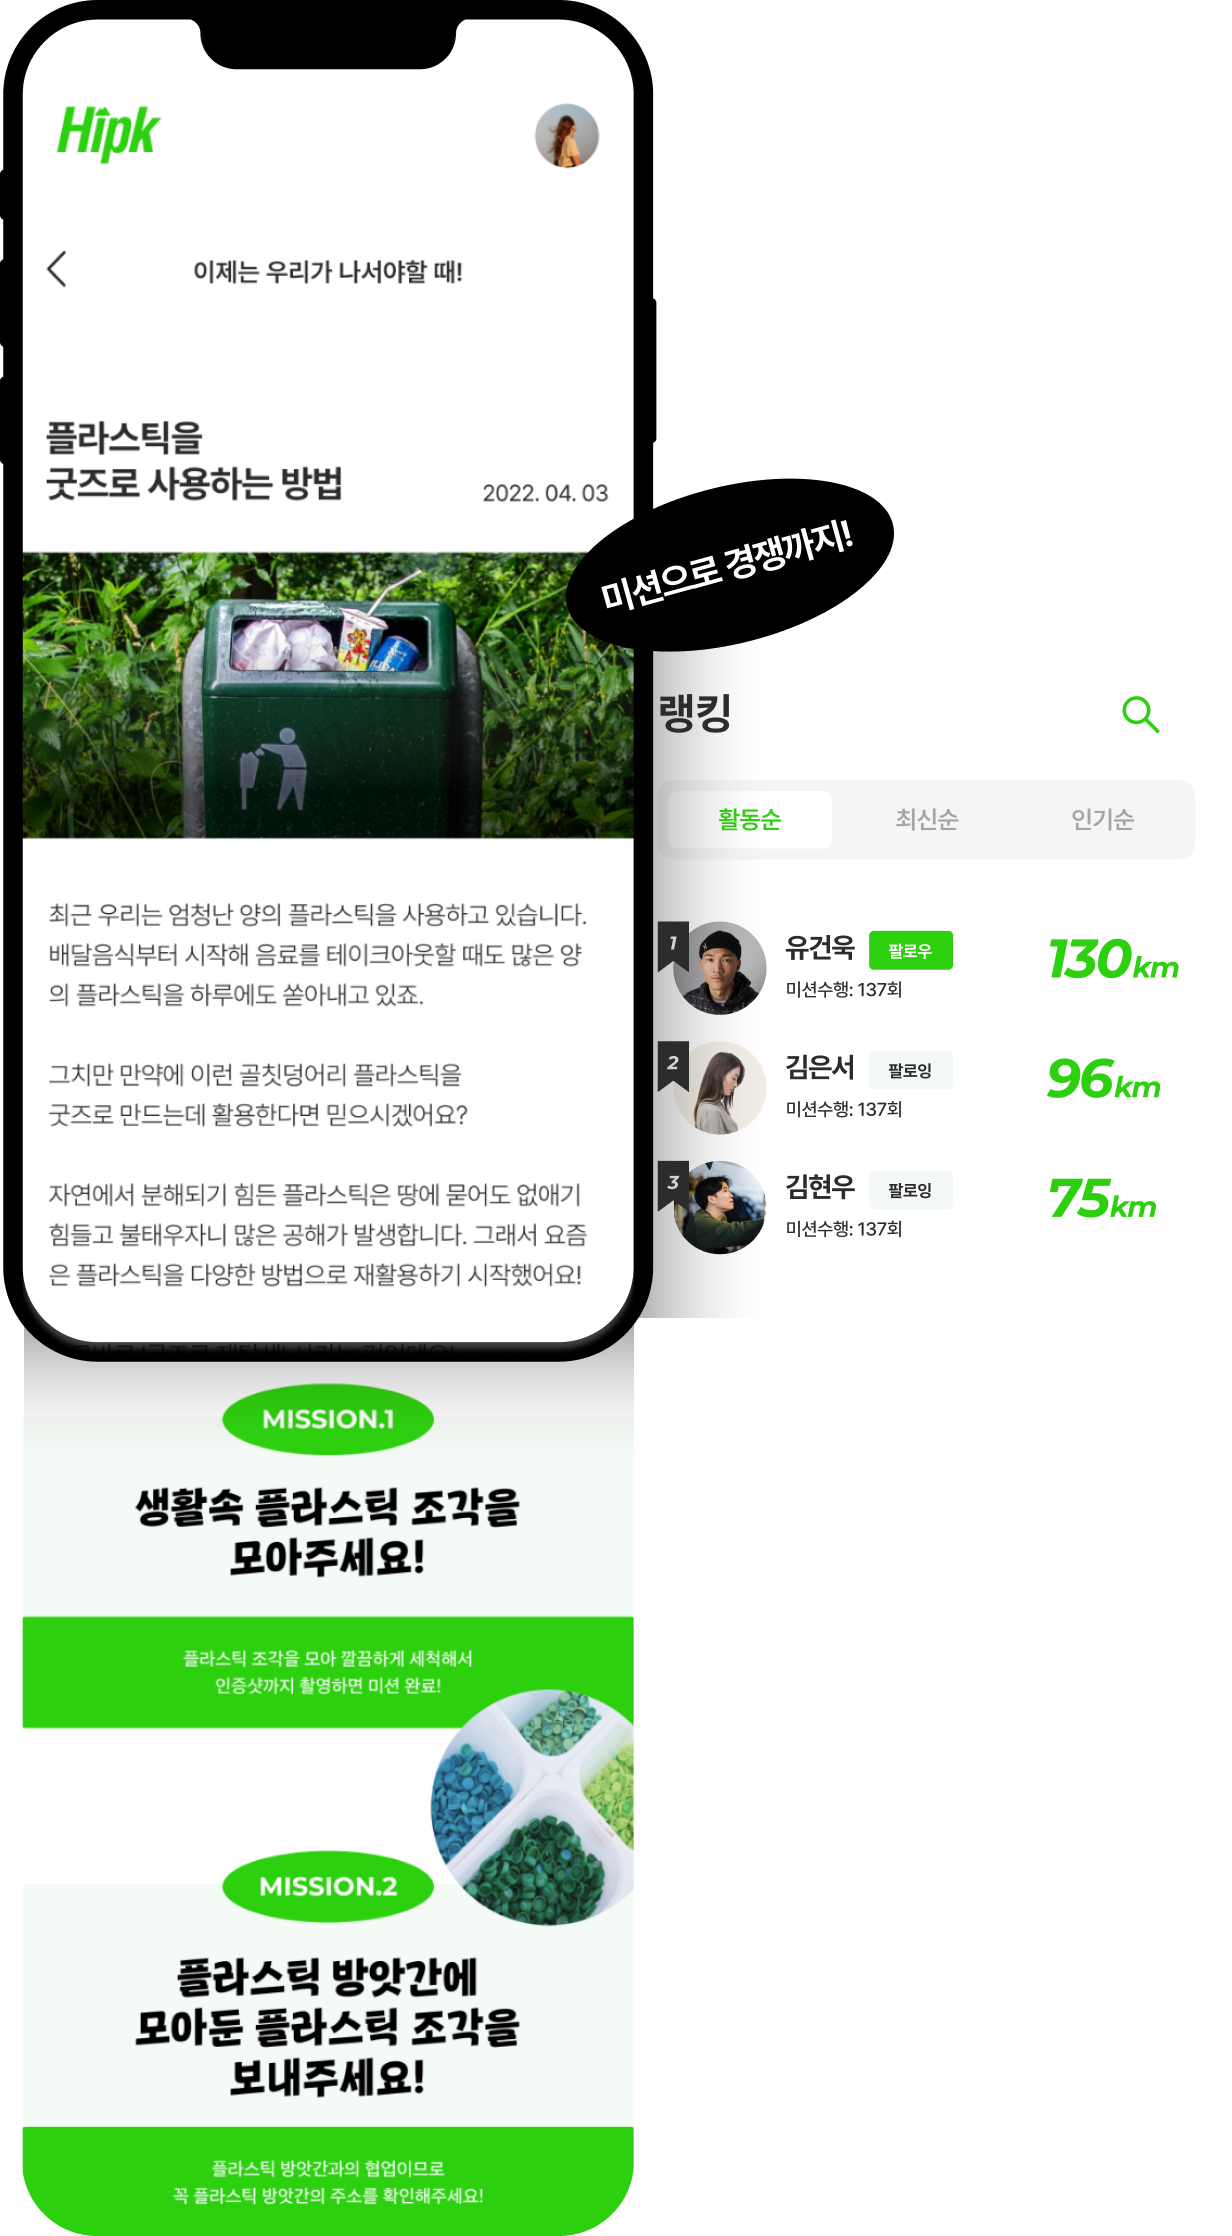 Hipk
이제는 우리가 나서야할 때!
플라스틱을
굿즈로 사용하는 방법
2022. 04. 03
미션으로 경쟁까지!
최근 우리는 엄청난 양의 플라스틱을 사용하고 있습니다.
배달음식부터 시작해 음료를 테이크아웃할 때도 많은 양
의 플라스틱을 하루에도 쏟아내고 있죠.
그치만 만약에 이런 골칫덩어리 플라스틱을
굿즈로 만드는데 활용한다면 믿으시겠어요?
자연에서 분해되기 힘든 플라스틱은 땅에 묻어도 없애기
힘들고 불태우자니 많은 공해가 발생합니다. 그래서 요즘
은 플라스틱을 다양한 방법으로 재활용하기 시작했어요!
랭킹
활동순
최신순
인기순
1
유건욱
팔로우
미션수행: 137회
130km
2
김은서
팔로잉
미션수행: 137회
96km
3
김현우
팔로잉
미션수행: 137회
75km
MISSION.1
생활속 플라스틱 조각을
모아주세요!
플라스틱 조각을 모아 깔끔하게 세척해서
인증샷까지 촬영하면 미션 완료!
MISSION.2
플라스틱 방앗간에
모아둔 플라스틱 조각을
보내주세요!
플라스틱 방앗간과의 협업이므로
꼭 플라스틱 방앗간의 주소를 확인해주세요!